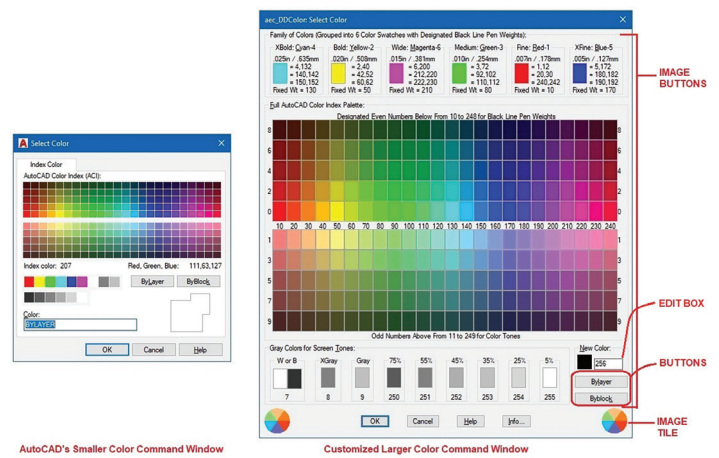 aec_DDColor: Select Color
Family of Colors (Grouped into 6 Color Swatches with Designated Black Line Pen Weights):
XBold: Cyan-4
.025in / .635mm
= 4,132
= 140,142
= 150,152
Fixed Wt = 130
Bold: Yellow-2
.020in / .508mm
= 2,40
= 42,52
= 60,62
Fixed Wt = 50
Wide: Magenta-6
.015in / .381mm
= 6,200
= 212,220
= 222,230
Fixed Wt = 210
Medium: Green-3
.010in / .254mm
= 3,72
= 92,102
= 110,112
Fixed Wt = 80
Fine: Red-1
.007in / .178mm
= 1,12
= 20,30
= 240,242
Fixed Wt = 10
XFine: Blue-5
.005in / .127mm
= 5,172
= 180,182
= 190,192
Fixed Wt = 170
IMAGE
BUTTONS
Full AutoCAD Color Index Palette:
Designated Even Numbers Below From 10 to 248 for Black Line Pen Weights
8 8
6 6
4 4
2 2
0 0
10 20 30 40 50 60 70 80 90 100 110 120 130 140 150 160 170 180 190 200 210 220 230 240
1 1
3 3
5 5
7 7
9 9
Odd Numbers Above From 11 to 249 for Color Tones
Select Color
Index Color
AutoCAD Color Index (ACI):
Index color: 207
Red, Green, Blue: 111,63,127
ByLayer
ByBlock
Color:
BYLAYER
OK
Cancel
Help
Gray Colors for Screen Tones:
W or B
7
XGray
8
Gray
9
75%
250
55%
251
45%
252
35%
253
25%
254
5%
255
New Color:
256
Bylayer
Byblock
EDIT BOX
BUTTONS
OK
Cancel
Help
Info...
IMAGE
TILE
AutoCAD's Smaller Color Command Window
Customized Larger Color Command Window